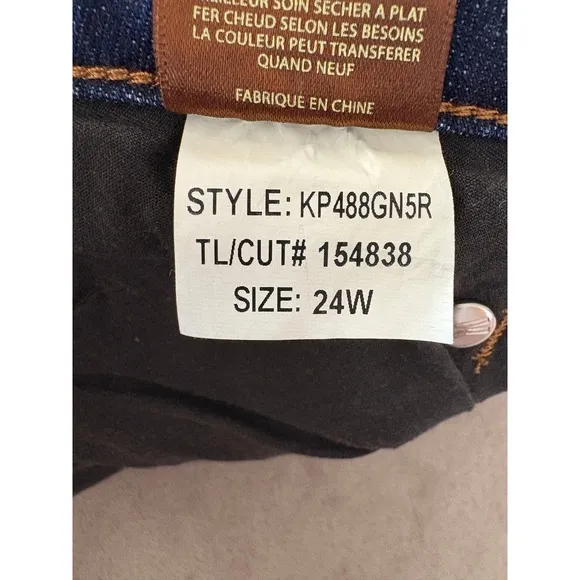 MEILLEUR SOIN SECHER A PLAT
FER CHEUD SELON LES BESOINS
LA COULEUR PEUT TRANSFERER
QUAND NEUF
FABRIQUE EN CHINE
STYLE: KP488GN5R
TL/CUT# 154838
SIZE: 24W